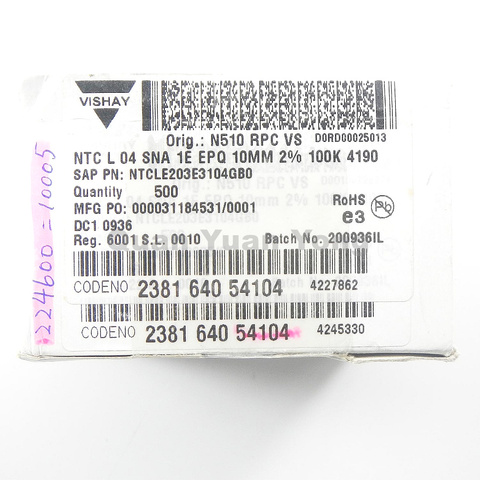 VISHAY
Orig.: N510 RPC VS D0RD00025013
NTC L 04 SNA 1E EPQ 10MM 2% 100K 4190
SAP PN: NTCLE203E3104GB0
Quantity 500
MFG PO: 000031184531/0001
DC1 0936
Reg. 6001 S.L. 0010 Batch No. 200936IL
RoHS
e3
Pb
CODENO 2381 640 54104 4227862
CODENO 2381 640 54104 4245330
224600-10005